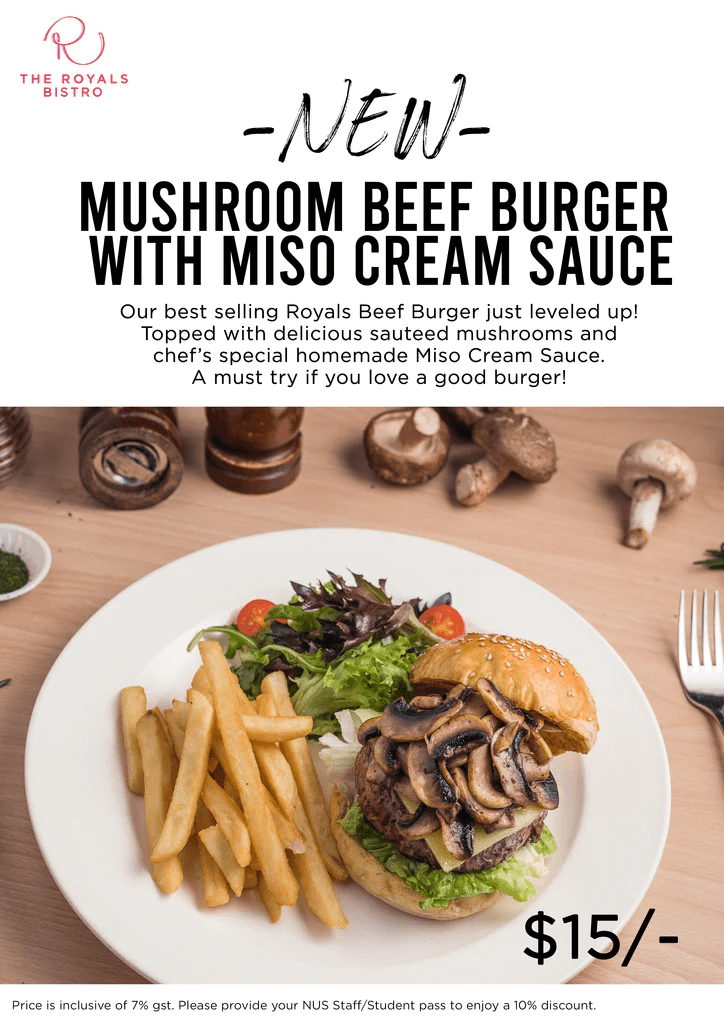 THE ROYALS
BISTRO
-NEW-
MUSHROOM BEEF BURGER
WITH MISO CREAM SAUCE
Our best selling Royals Beef Burger just leveled up!
Topped with delicious sauteed mushrooms and
chef's special homemade Miso Cream Sauce.
A must try if you love a good burger!
$15/-
Price is inclusive of 7% gst. Please provide your NUS Staff/Student pass to enjoy a 10% discount.